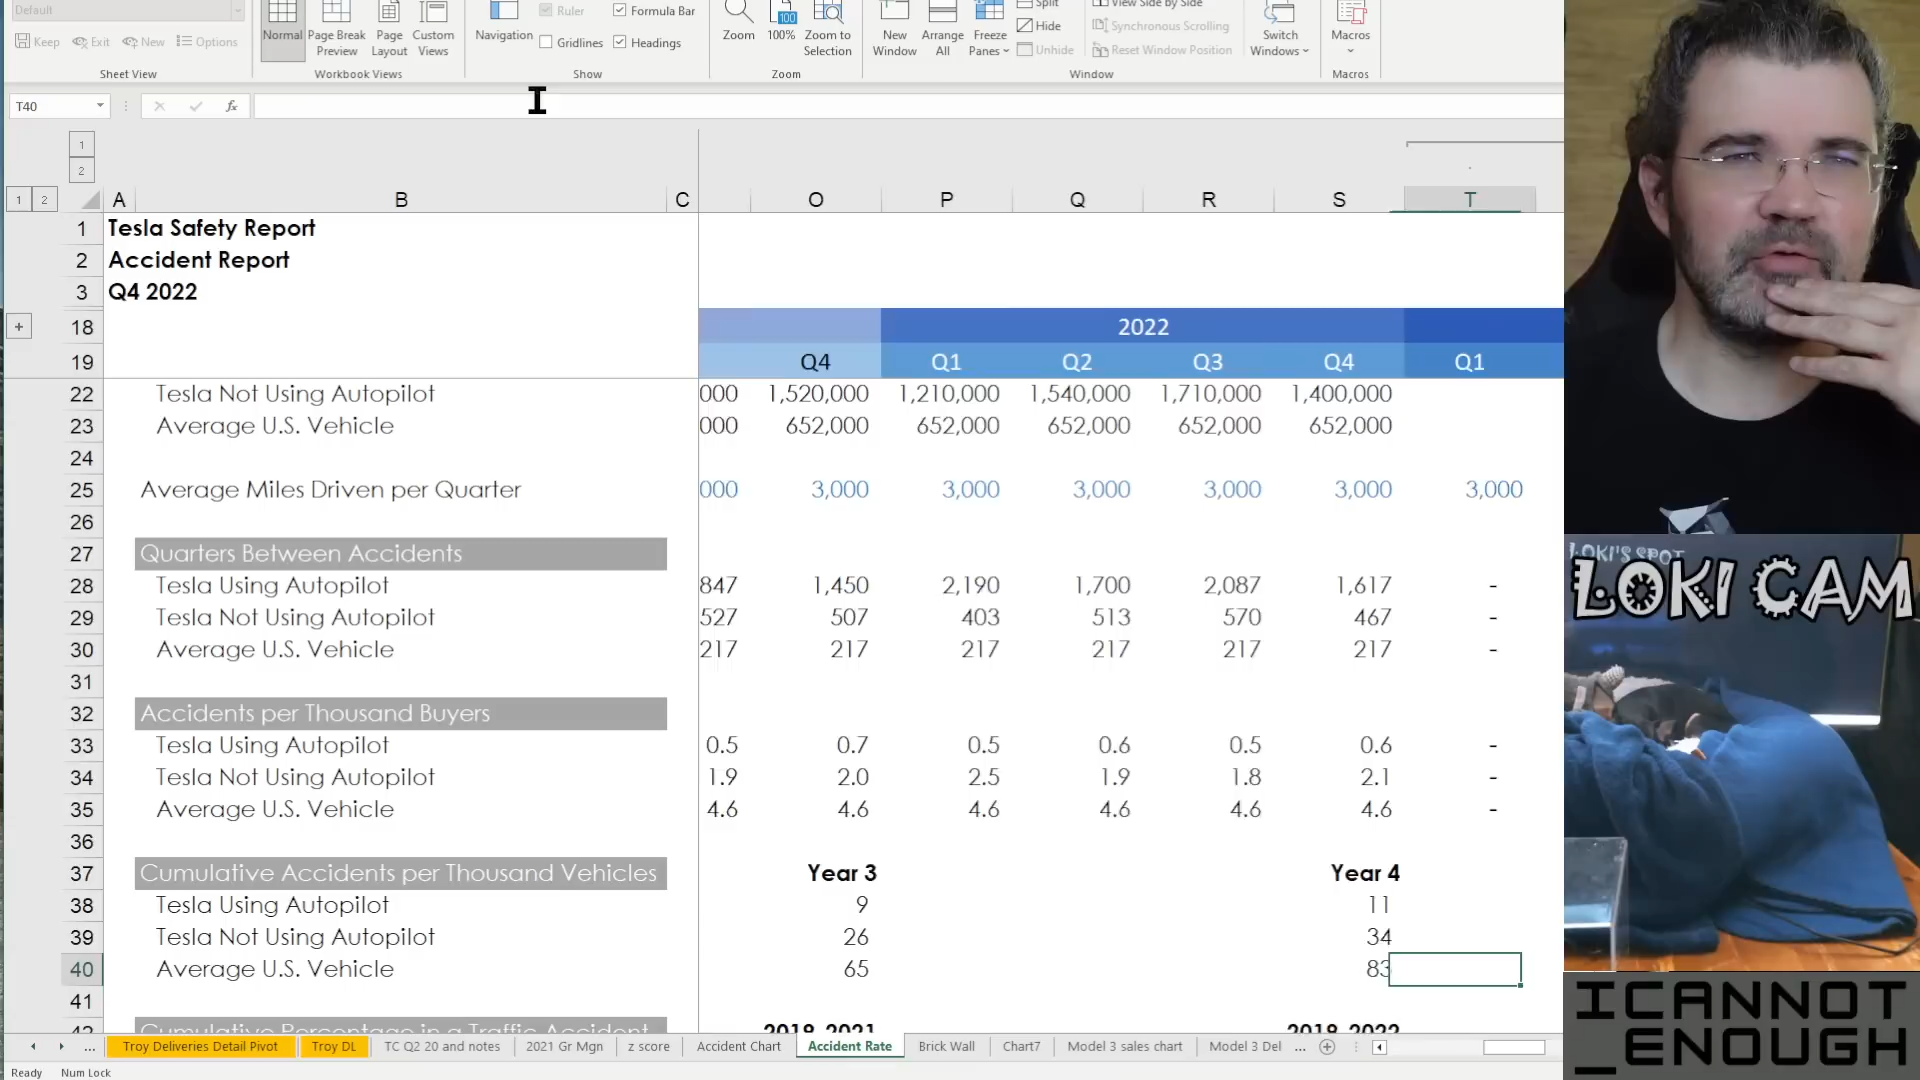 Default
Keep Exit New Options
Sheet View
Normal Page Break Preview Page Layout Custom Views
Workbook Views
Navigation
Ruler Formula Bar
Gridlines Headings
Show
Zoom 100% Zoom to Selection
Zoom
New Window Arrange All Freeze Panes
Split
Hide
Unhide
View Side by Side
Synchronous Scrolling
Reset Window Position
Window
Switch Windows
Macros
Macros
T40 fx
1
2
1 2 A B C O P Q R S T
1 Tesla Safety Report
2 Accident Report
3 Q4 2022
18 2022
19 Q4 Q1 Q2 Q3 Q4 Q1
22 Tesla Not Using Autopilot 000 1,520,000 1,210,000 1,540,000 1,710,000 1,400,000
23 Average U.S. Vehicle 000 652,000 652,000 652,000 652,000 652,000
24
25 Average Miles Driven per Quarter 000 3,000 3,000 3,000 3,000 3,000 3,000
26
27 Quarters Between Accidents
28 Tesla Using Autopilot 847 1,450 2,190 1,700 2,087 1,617 -
29 Tesla Not Using Autopilot 527 507 403 513 570 467 -
30 Average U.S. Vehicle 217 217 217 217 217 217 -
31
32 Accidents per Thousand Buyers
33 Tesla Using Autopilot 0.5 0.7 0.5 0.6 0.5 0.6 -
34 Tesla Not Using Autopilot 1.9 2.0 2.5 1.9 1.8 2.1 -
35 Average U.S. Vehicle 4.6 4.6 4.6 4.6 4.6 4.6 -
36
37 Cumulative Accidents per Thousand Vehicles Year 3 Year 4
38 Tesla Using Autopilot 9 11
39 Tesla Not Using Autopilot 26 34
40 Average U.S. Vehicle 65 83
41
42 Cumulative Percentage in a Traffic Accident 2018-2022
... Troy Deliveries Detail Pivot Troy DL TC Q2 20 and notes 2021 Gr Mgn z score Accident Chart Accident Rate Brick Wall Chart7 Model 3 sales chart Model 3 Del ...
Ready Num Lock
LOKI'S SPOT
LOKI CAM
ICANNOT
_ENOUGH